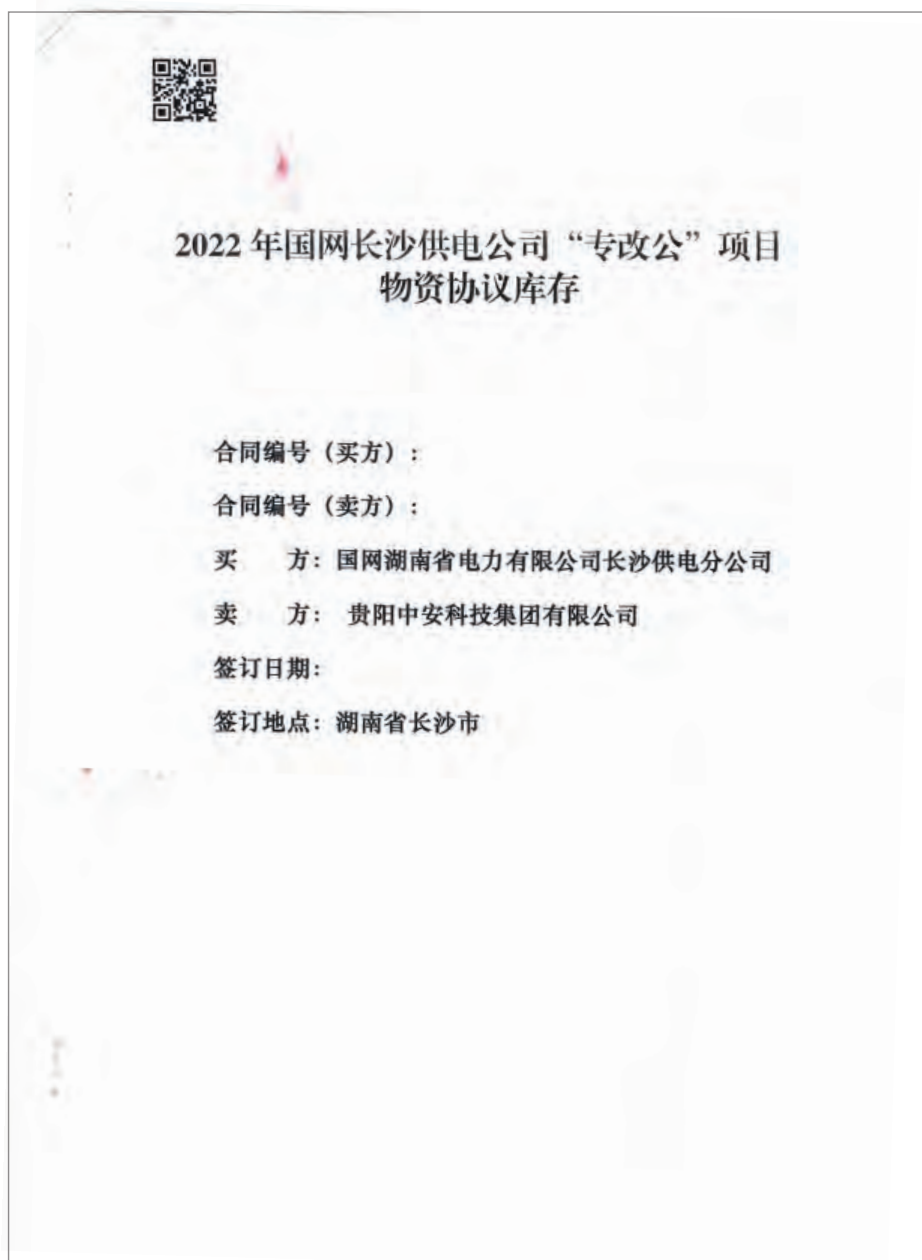 2022 年国网长沙供电公司“专改公”项目
物资协议库存
合同编号（买方）:
合同编号（卖方）:
买 方: 国网湖南省电力有限公司长沙供电分公司
卖 方: 贵阳中安科技集团有限公司
签订日期:
签订地点: 湖南省长沙市